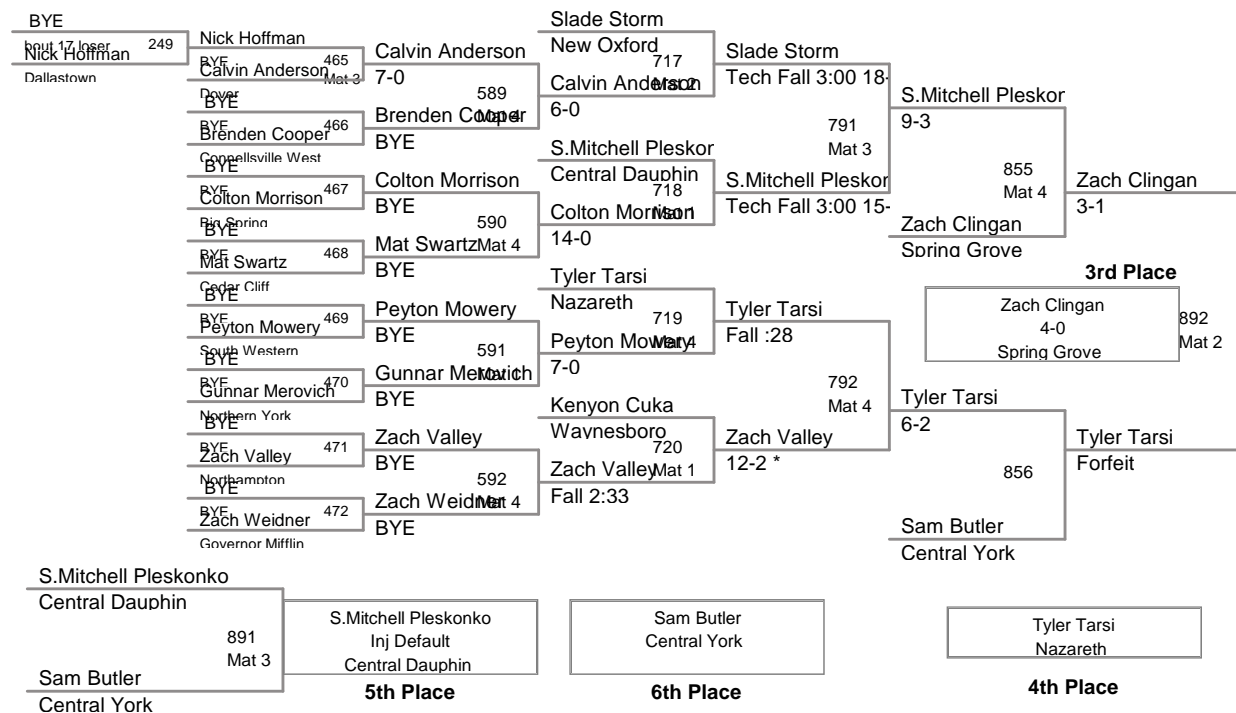 BYE
bout 17 loser 249
Nick Hoffman
Dallastown
Nick Hoffman
BYE 465
Mat 3
Calvin Anderson
Dover
BYE
BYE 466
Brenden Cooper
Connellsville West
BYE
BYE 467
Colton Morrison
Big Spring
BYE
BYE 468
Mat Swartz
Cedar Cliff
BYE
BYE 469
Peyton Mowery
South Western
BYE
BYE 470
Gunnar Merovich
Northern York
BYE
BYE 471
Zach Valley
Northampton
BYE
BYE 472
Zach Weidner
Governor Mifflin
Calvin Anderson
7-0
589
Mat 4
Brenden Cooper
BYE
Colton Morrison
BYE
590
Mat 4
Mat Swartz
BYE
Peyton Mowery
BYE
591
Mat 1
Gunnar Merovich
BYE
Zach Valley
BYE
592
Mat 4
Zach Weidner
BYE
Slade Storm
New Oxford
717
Mat 2
Calvin Anderson
6-0
S.Mitchell Pleskor
Central Dauphin
718
Mat 1
Colton Morrison
14-0
Tyler Tarsi
Nazareth
719
Mat 4
Peyton Mowery
7-0
Kenyon Cuka
Waynesboro
720
Mat 1
Zach Valley
Fall 2:33
Slade Storm
Tech Fall 3:00 18-
791
Mat 3
S.Mitchell Pleskor
Tech Fall 3:00 15-
Tyler Tarsi
Fall :28
792
Mat 4
Zach Valley
12-2 *
S.Mitchell Pleskor
9-3
855
Mat 4
Zach Clingan
Spring Grove
Zach Clingan
3-1
3rd Place
Zach Clingan
4-0
Spring Grove
892
Mat 2
Tyler Tarsi
6-2
856
Sam Butler
Central York
Tyler Tarsi
Forfeit
S.Mitchell Pleskonko
Central Dauphin
891
Mat 3
Sam Butler
Central York
S.Mitchell Pleskonko
Inj Default
Central Dauphin
5th Place
Sam Butler
Central York
6th Place
Tyler Tarsi
Nazareth
4th Place